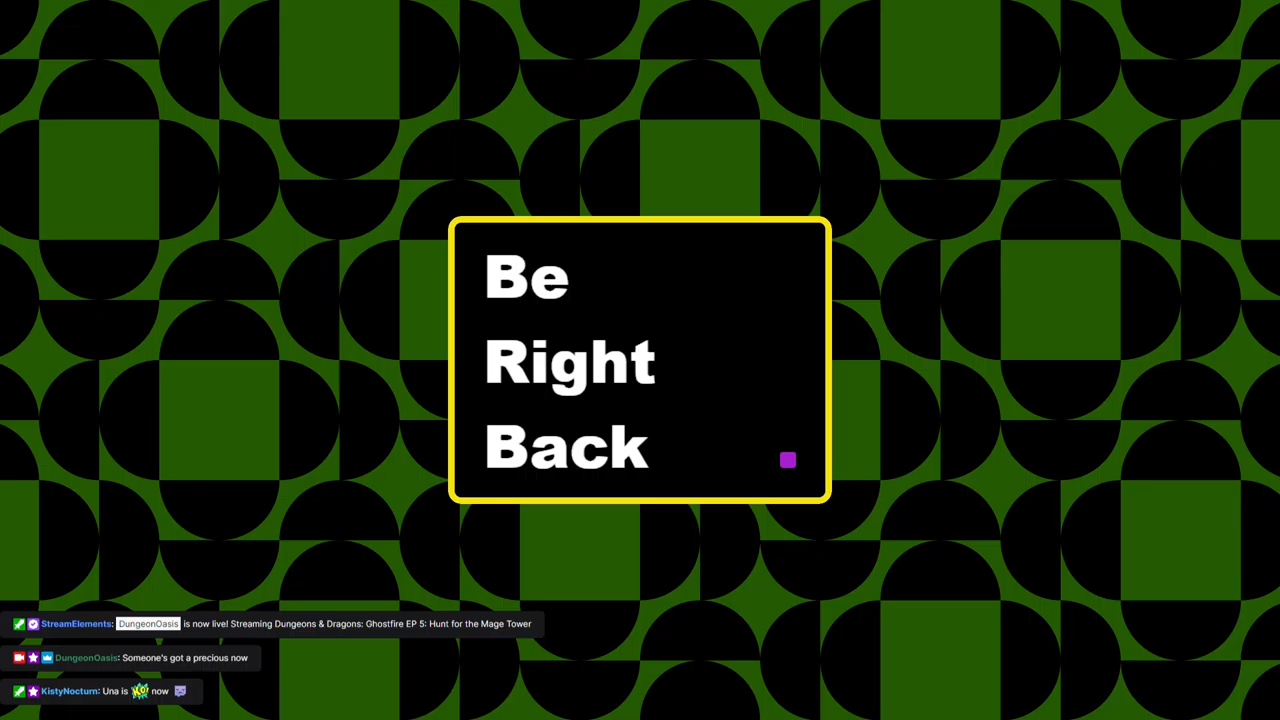 Be
Right
Back
StreamElements: DungeonOasis is now live! Streaming Dungeons & Dragons: Ghostfire EP 5: Hunt for the Mage Tower
DungeonOasis: Someone's got a precious now
KistyNocturn: Una is KO! now